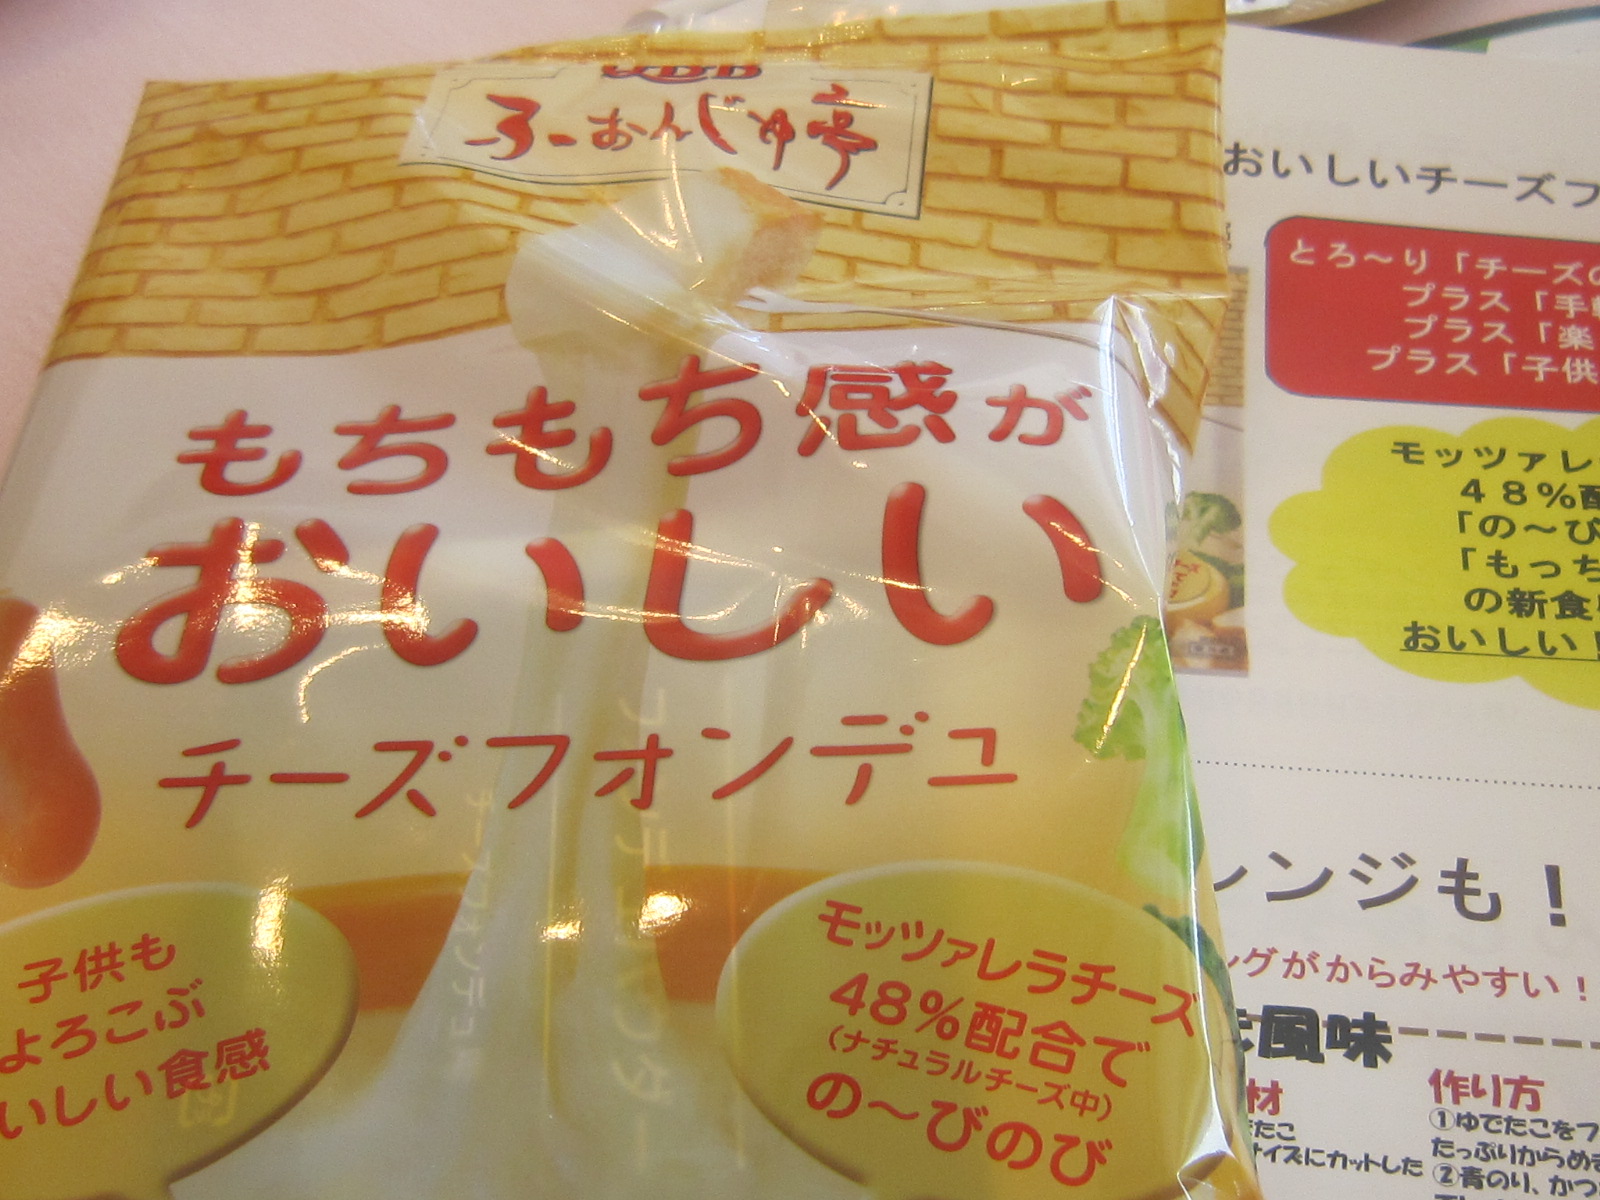 QBB
ふーおんじゅ亭
もちもち感が
おいしい
チーズフォンデュ
子供も
よろこぶ
いしい食感
モッツァレラチーズ
48%配合で
(ナチュラルチーズ中)
の〜びのび
おいしいチーズフ
とろ〜り「チーズの
プラス「手軽
プラス「楽
プラス「子供
モッツァレ
48%配
「の〜び
「もっち
の新食
おいしい!
レンジも!
ングがからみやすい!
風味
材
作り方
たこ
サイズにカットした
①ゆでたこをフ
たっぷりからめ
②青のり、かつ